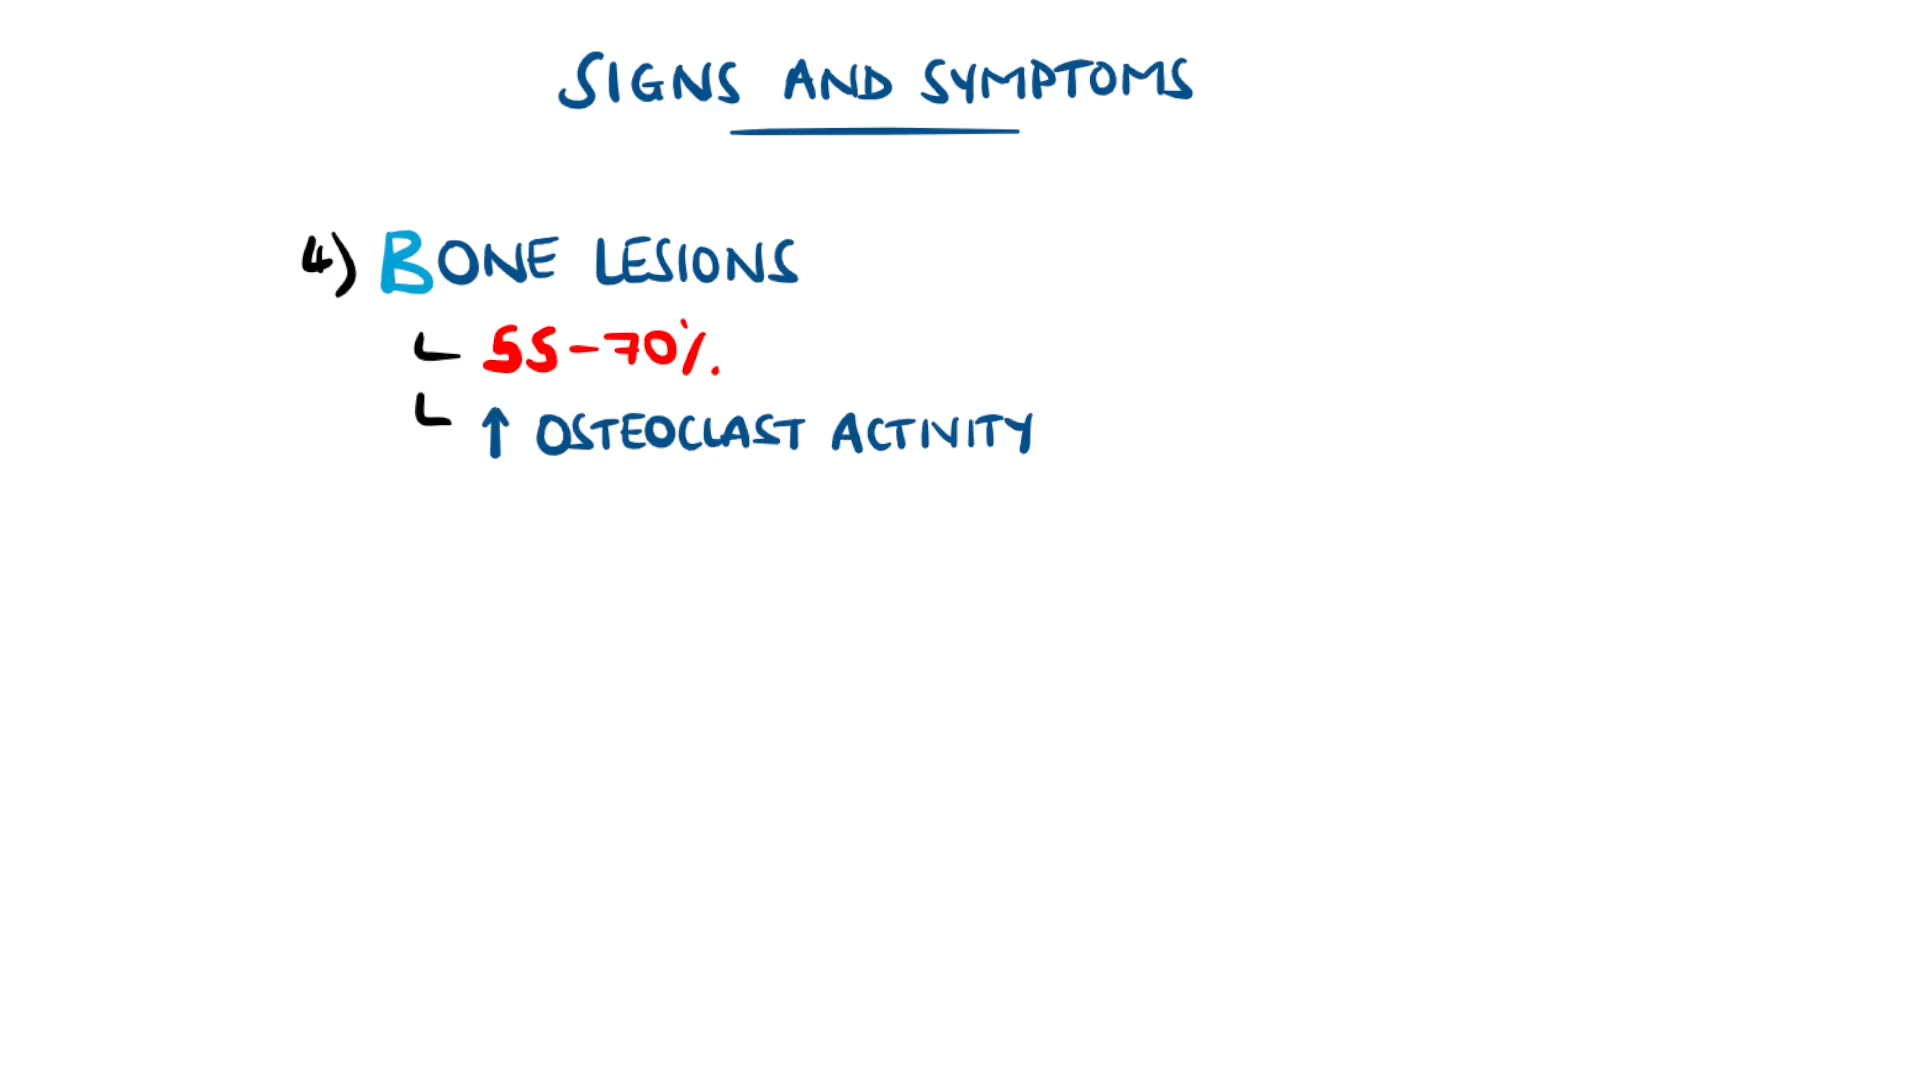 SIGNS AND SYMPTOMS
4) BONE LESIONS
55-70%.
↑ OSTEOCLAST ACTIVITY